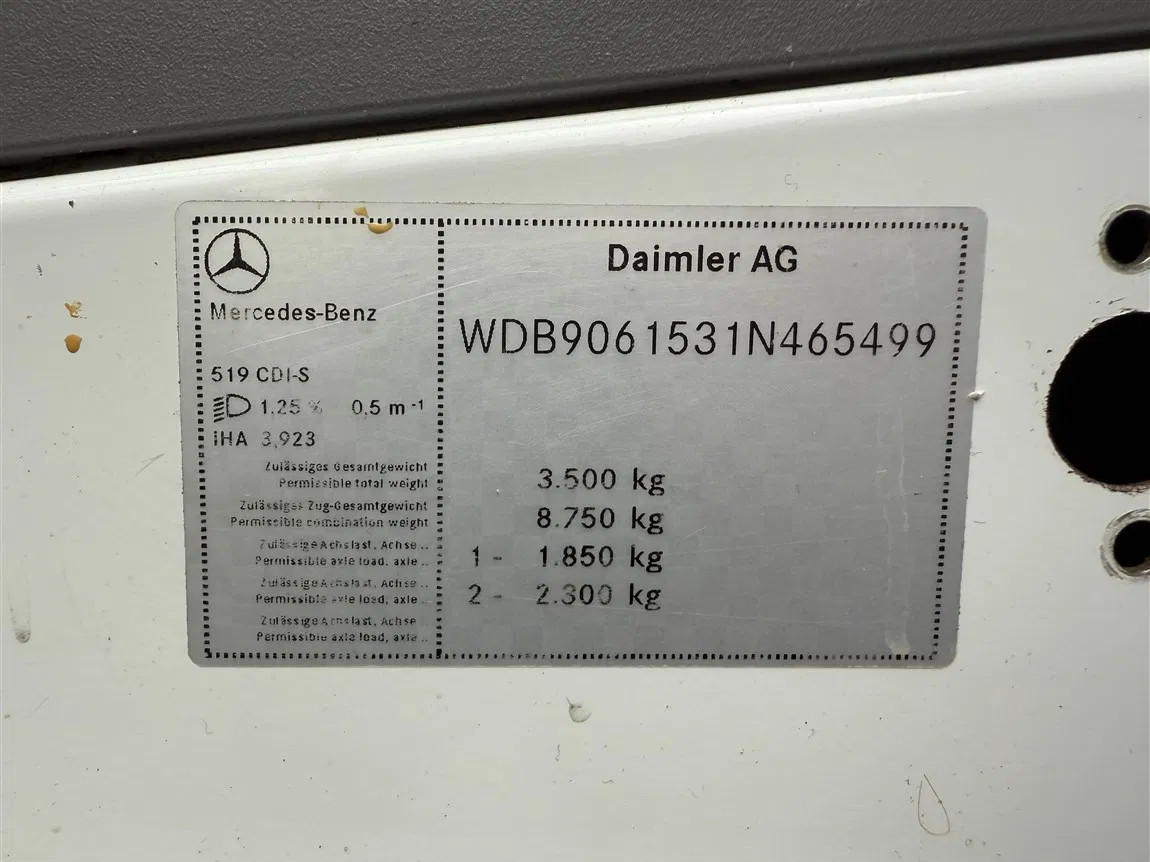 Daimler AG
Mercedes-Benz
WDB9061531N465499
519 CDI-S
1,25 % 0,5 m -1
iHA 3,923
Zulässiges Gesamtgewicht
Permissible total weight 3.500 kg
Zulässiges Zug-Gesamtgewicht
Permissible combination weight 8.750 kg
Zulässige Achslast, Achse ..
Permissible axle load, axle .. 1 - 1.850 kg
Zulässige Achslast, Achse ..
Permissible axle load, axle .. 2 - 2.300 kg
Zulässige Achslast, Achse
Permissible axle load, axle ..